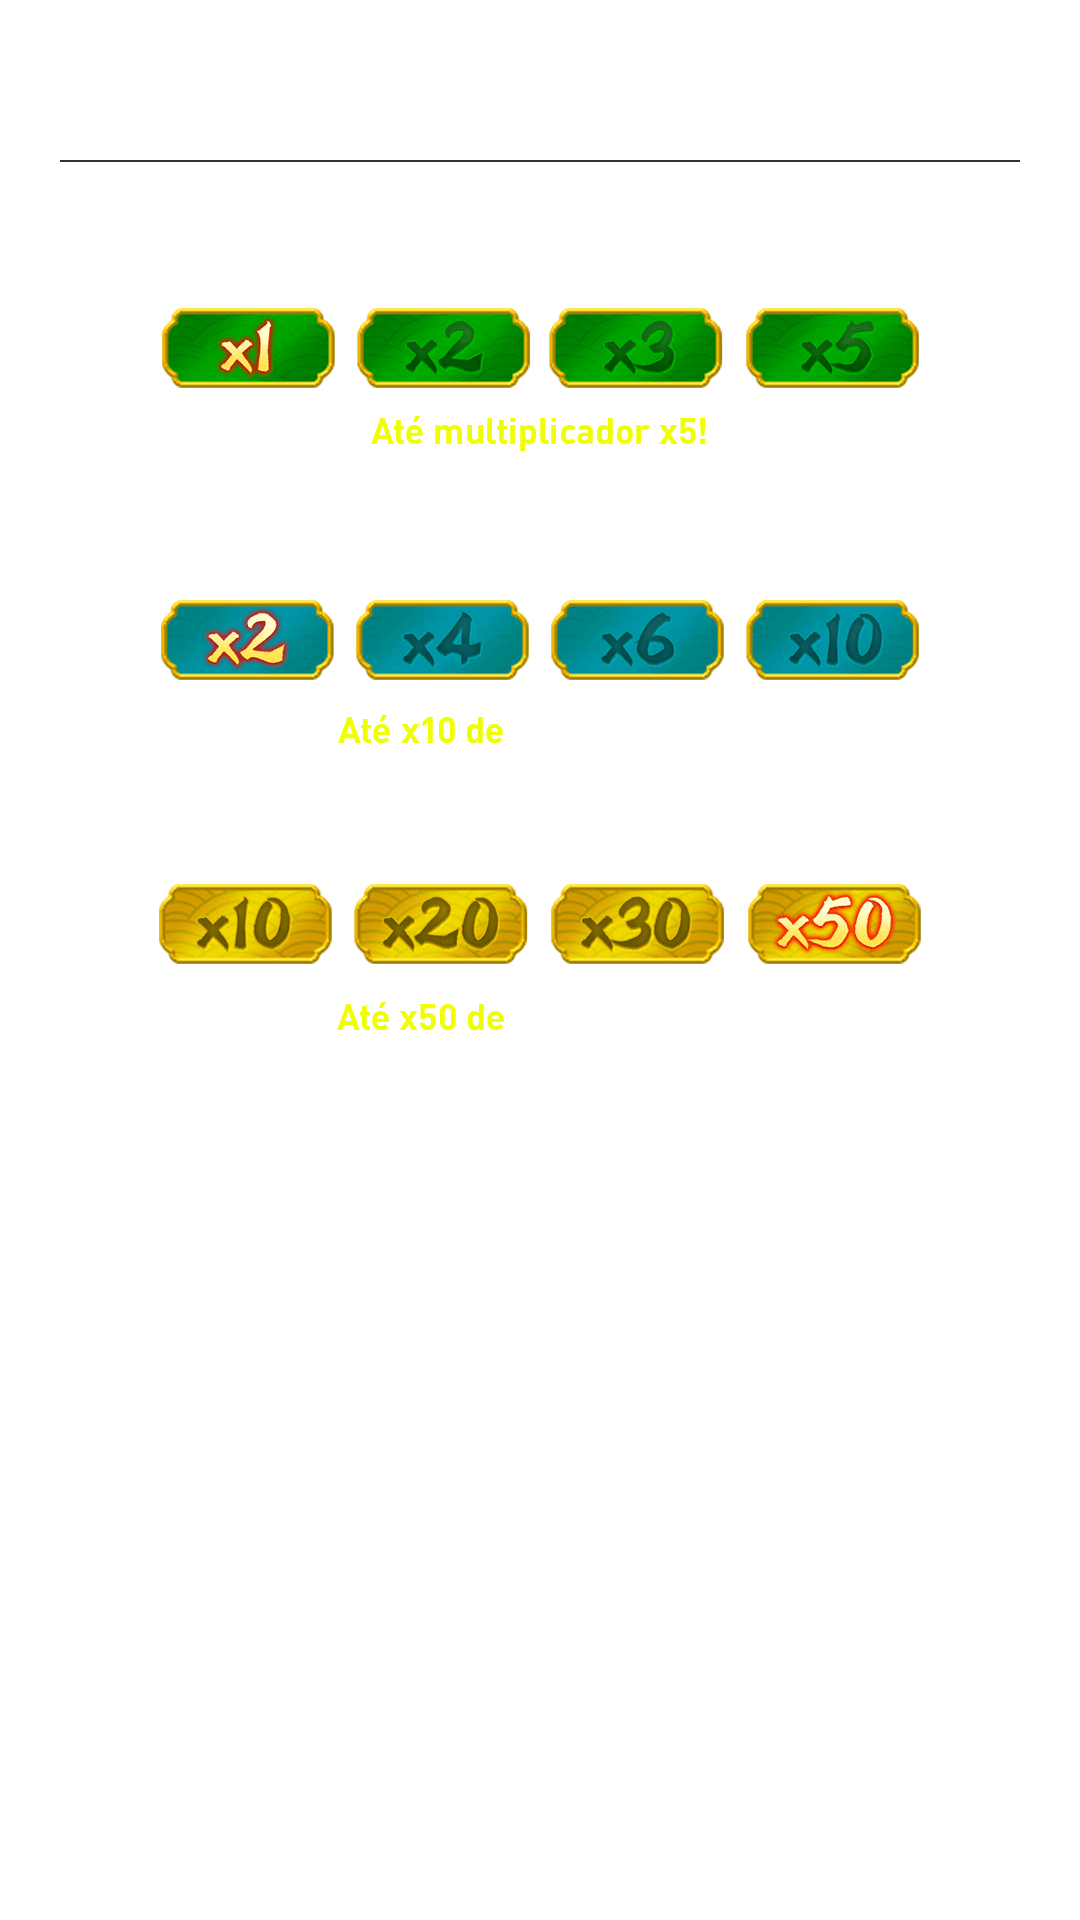 x1 x2 x3 x5
Até multiplicador x5!
x2 x4 x6 x10
Até x10 de
x10 x20 x30 x50
Até x50 de